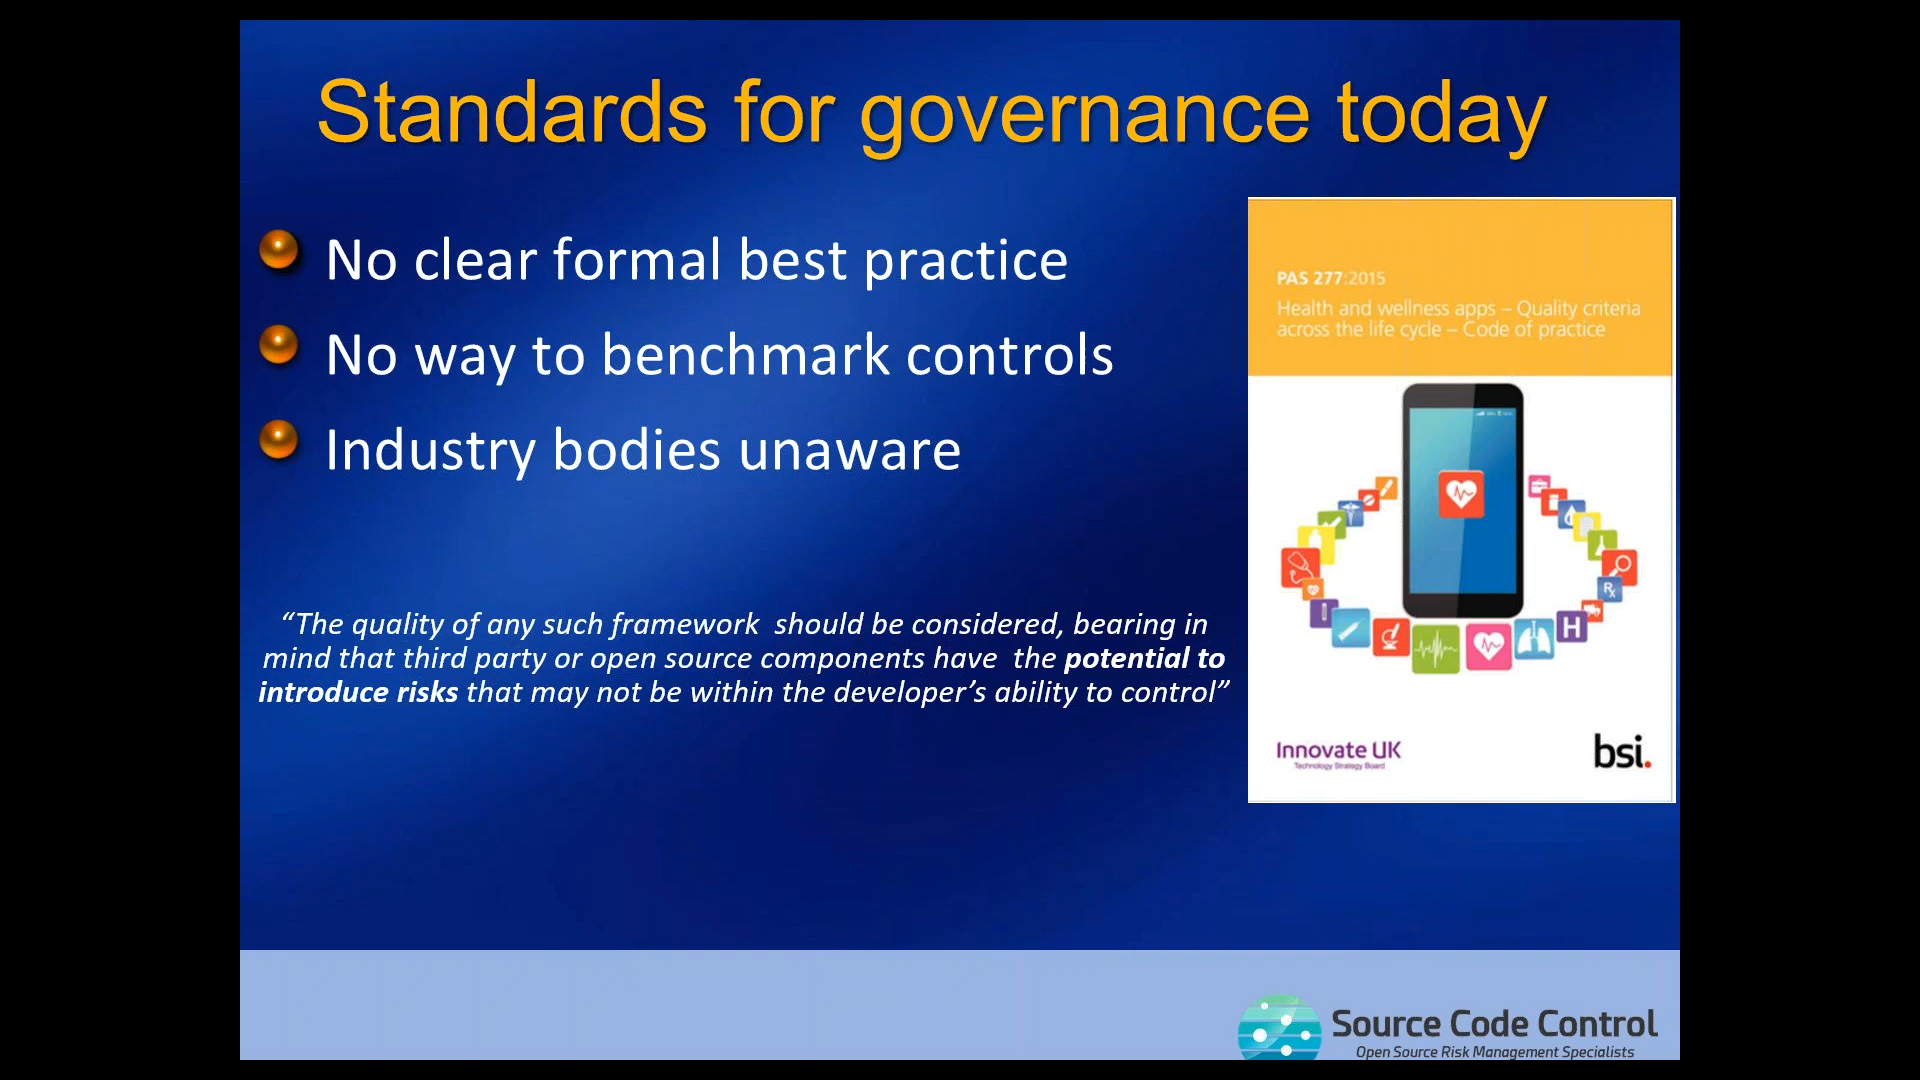 Standards for governance today
No clear formal best practice
No way to benchmark controls
Industry bodies unaware
“The quality of any such framework should be considered, bearing in
mind that third party or open source components have the potential to
introduce risks that may not be within the developer’s ability to control”
PAS 277:2015
Health and wellness apps – Quality criteria
across the life cycle – Code of practice
Rx
H
Innovate UK
Technology Strategy Board
bsi.
Source Code Control
Open Source Risk Management Specialists